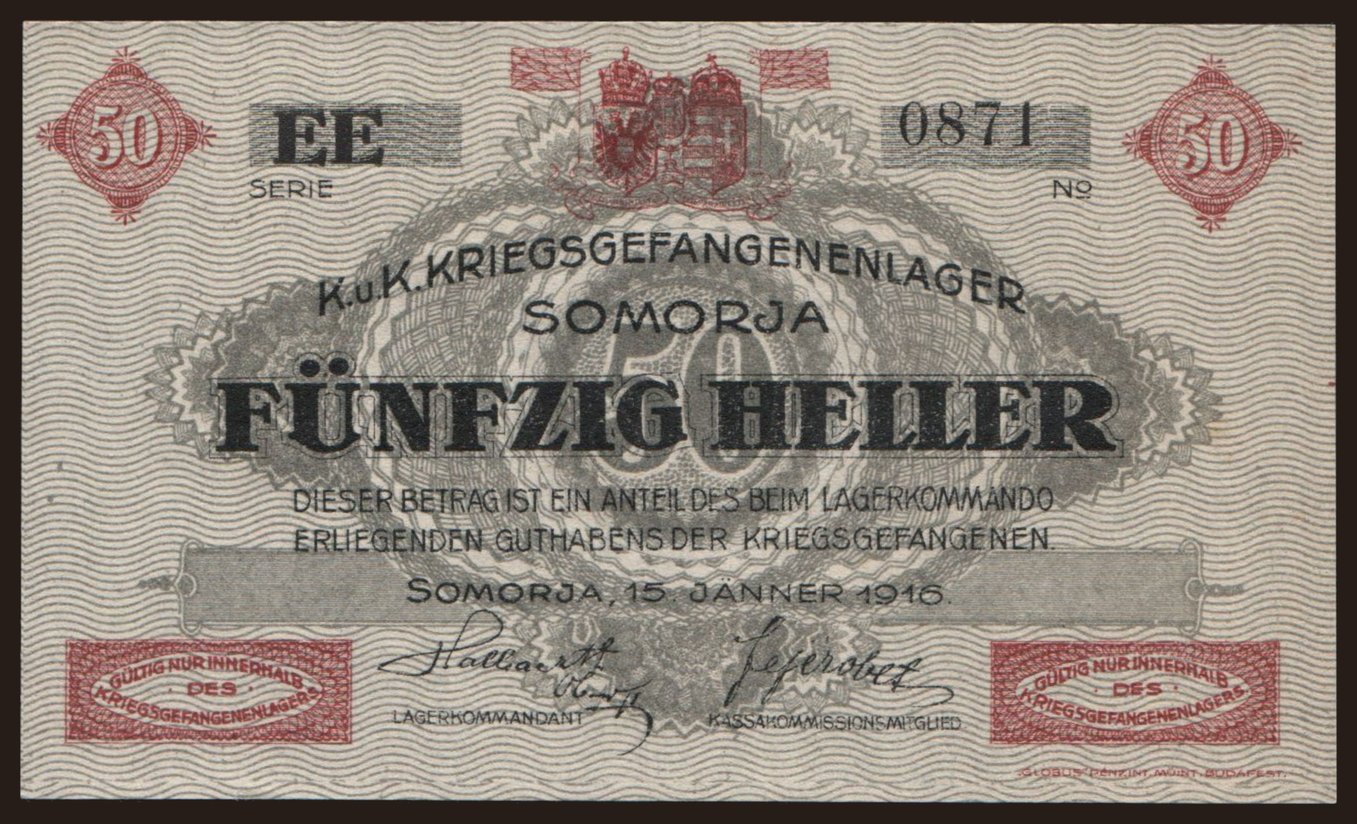 50 EE 0871 50
SERIE No
K.u.K. KRIEGSGEFANGENENLAGER
SOMORJA
50
FÜNFZIG HELLER
DIESER BETRAG IST EIN ANTEIL DES BEIM LAGERKOMMANDO
ERLIEGENDEN GUTHABENS DER KRIEGSGEFANGENEN.
SOMORJA, 15. JÄNNER 1916.
LAGERKOMMANDANT KASSAKOMMISSIONSMITGLIED
GÜLTIG NUR INNERHALB
DES
KRIEGSGEFANGENENLAGERS.
GÜLTIG NUR INNERHALB
DES
KRIEGSGEFANGENENLAGERS.
"GLOBUS" PÉNZINT. MŰINT. BUDAPEST.